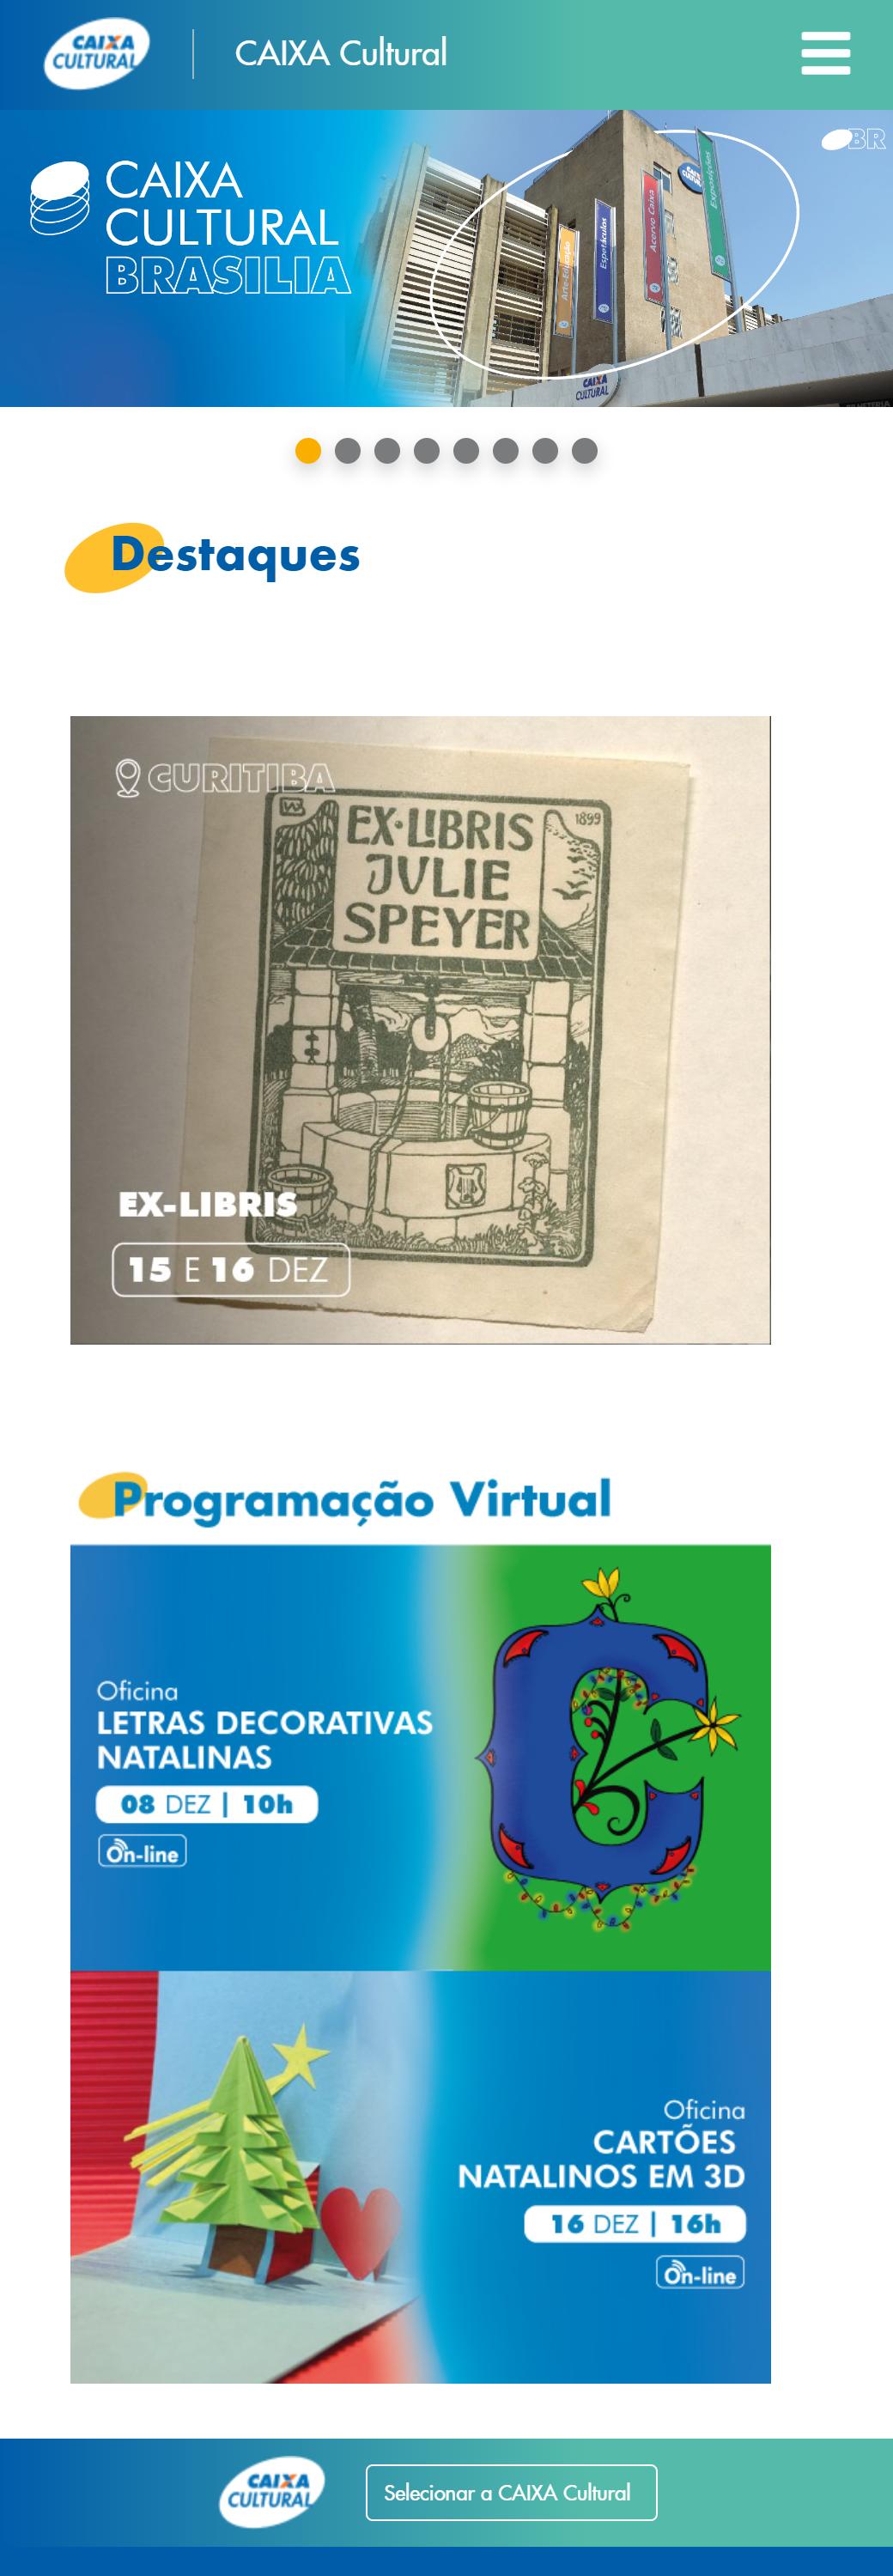 CAIXA
CULTURAL
CAIXA Cultural
CAIXA
CULTURAL
BRASILIA
BR
Arte-Educação
Espetáculos
Acervo Caixa
Exposições
CAIXA
CULTURAL
Destaques
CURITIBA
EX·LIBRIS
1899
JVLIE
SPEYER
EX-LIBRIS
15 E 16 DEZ
Programação Virtual
Oficina
LETRAS DECORATIVAS
NATALINAS
08 DEZ | 10h
On-line
Oficina
CARTÕES
NATALINOS EM 3D
16 DEZ | 16h
On-line
CAIXA
CULTURAL
Selecionar a CAIXA Cultural